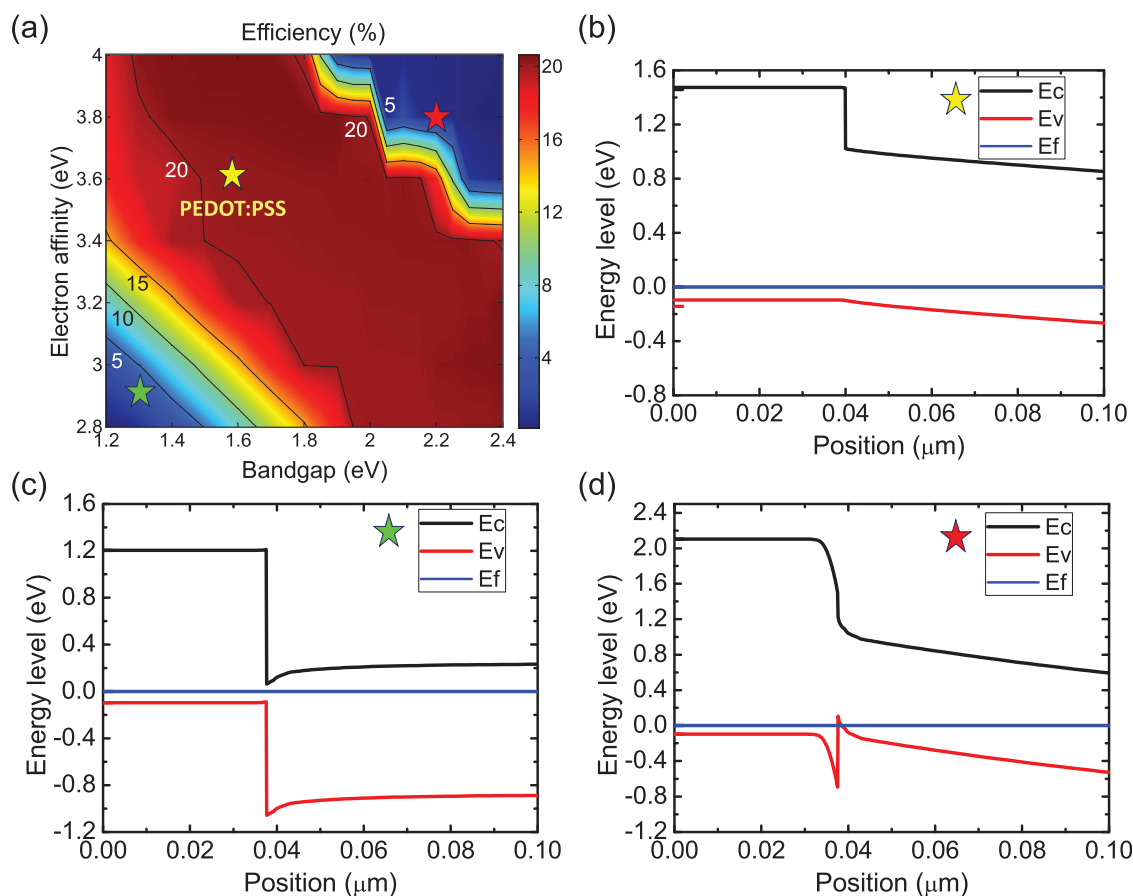 (a)
Efficiency (%)
4
3.8
3.6
3.4
3.2
3
2.8
Electron affinity (eV)
5
20
20
PEDOT:PSS
15
10
5
1.2 1.4 1.6 1.8 2 2.2 2.4
Bandgap (eV)
20
16
12
8
4
(b)
1.6
1.2
0.8
0.4
0.0
-0.4
-0.8
Energy level (eV)
Ec
Ev
Ef
0.00 0.02 0.04 0.06 0.08 0.10
Position (μm)
(c)
1.6
1.2
0.8
0.4
0.0
-0.4
-0.8
-1.2
Energy level (eV)
Ec
Ev
Ef
0.00 0.02 0.04 0.06 0.08 0.10
Position (μm)
(d)
2.4
2.0
1.6
1.2
0.8
0.4
0.0
-0.4
-0.8
-1.2
Energy level (eV)
Ec
Ev
Ef
0.00 0.02 0.04 0.06 0.08 0.10
Position (μm)